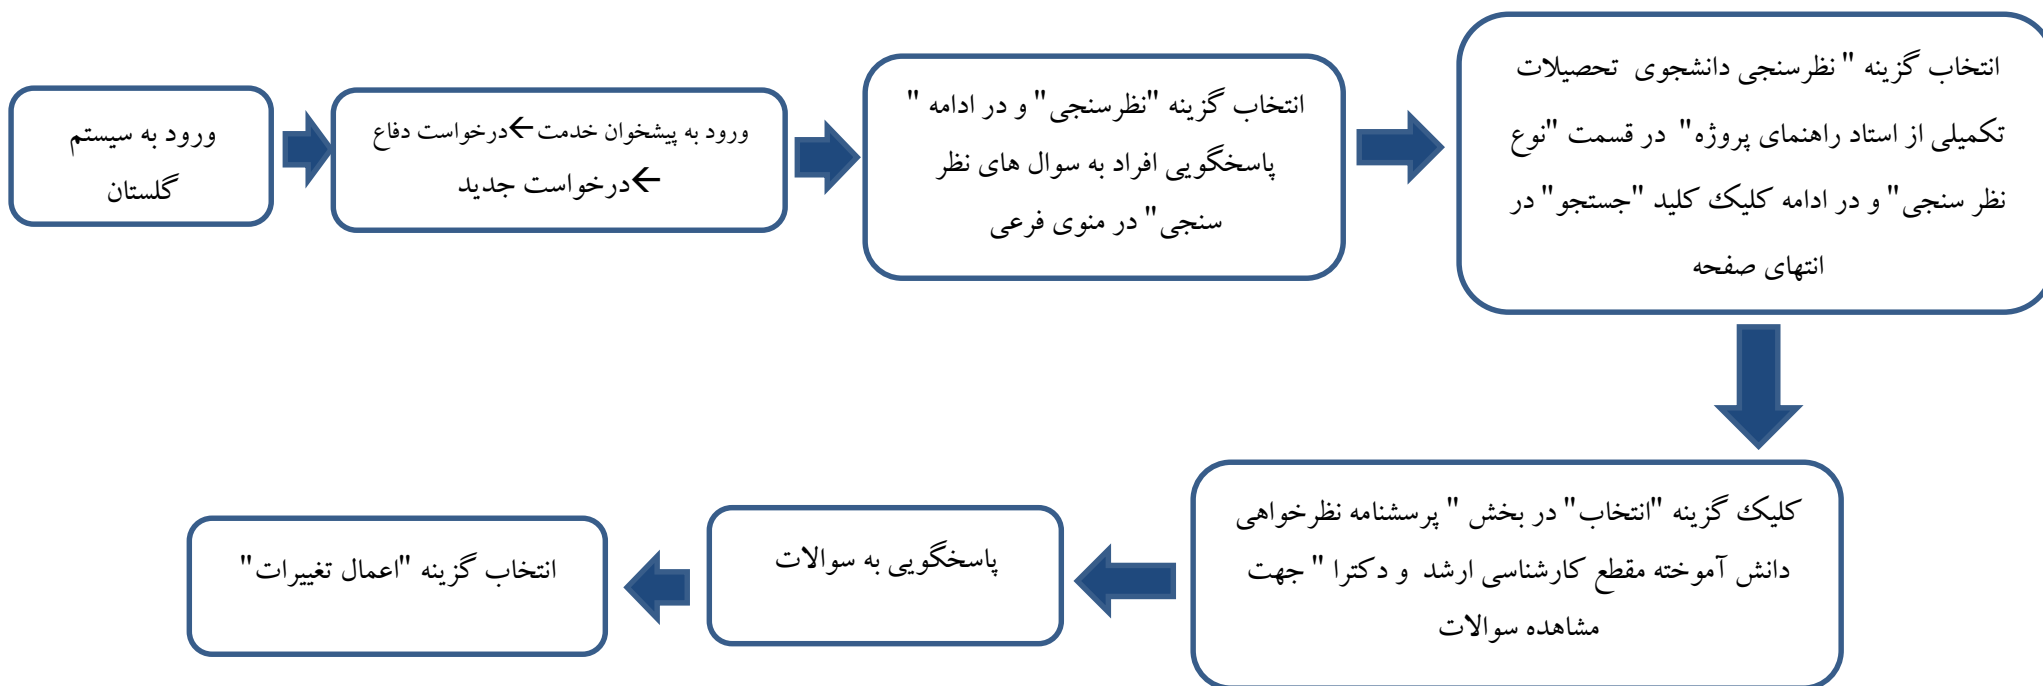 ورود به سیستم
گلستان
ورود به پیشخوان خدمت←درخواست دفاع
←درخواست جدید
انتخاب گزینه "نظرسنجی" و در ادامه "
پاسخگویی افراد به سوال های نظر
سنجی" در منوی فرعی
انتخاب گزینه " نظرسنجی دانشجوی تحصیلات
تکمیلی از استاد راهنمای پروژه" در قسمت "نوع
نظر سنجی" و در ادامه کلیک کلید "جستجو" در
انتهای صفحه
کلیک گزینه "انتخاب" در بخش " پرسشنامه نظرخواهی
دانش آموخته مقطع کارشناسی ارشد و دکترا " جهت
مشاهده سوالات
پاسخگویی به سوالات
انتخاب گزینه "اعمال تغییرات"